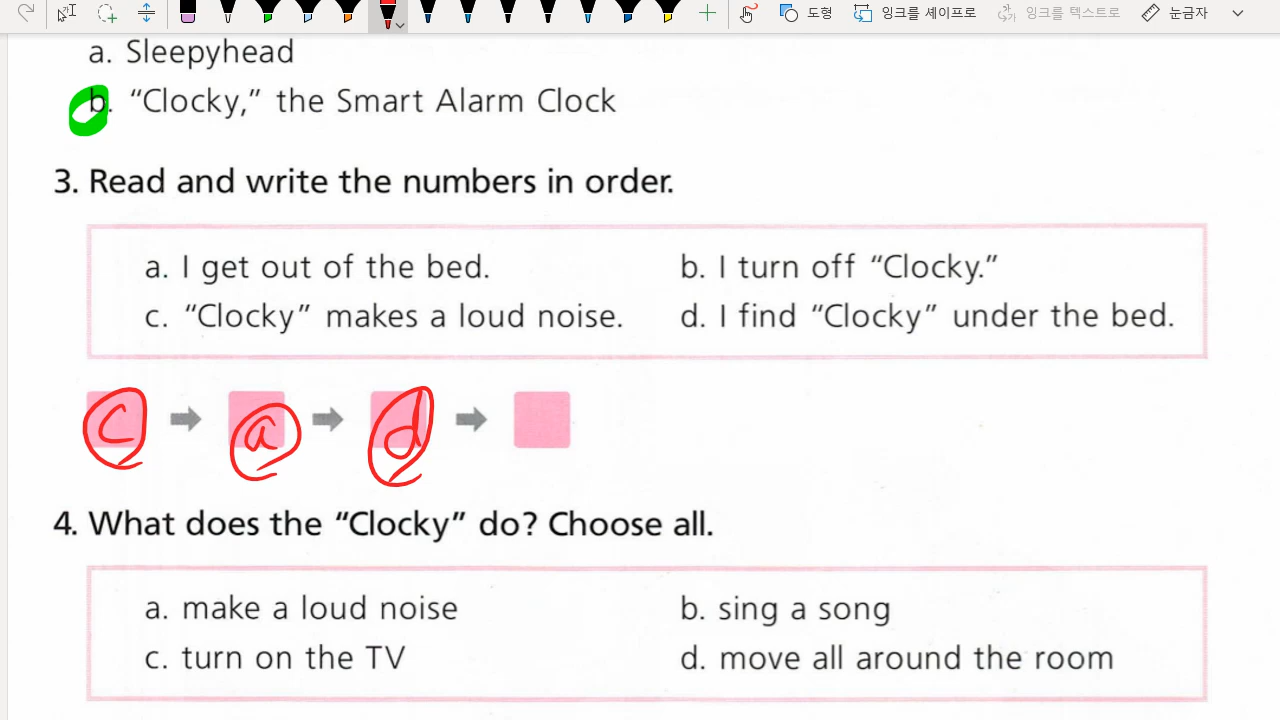 도형 잉크를 셰이프로 잉크를 텍스트로 눈금자
a. Sleepyhead
b. “Clocky,” the Smart Alarm Clock
3. Read and write the numbers in order.
a. I get out of the bed. b. I turn off “Clocky.”
c. “Clocky” makes a loud noise. d. I find “Clocky” under the bed.
c a d
4. What does the “Clocky” do? Choose all.
a. make a loud noise b. sing a song
c. turn on the TV d. move all around the room